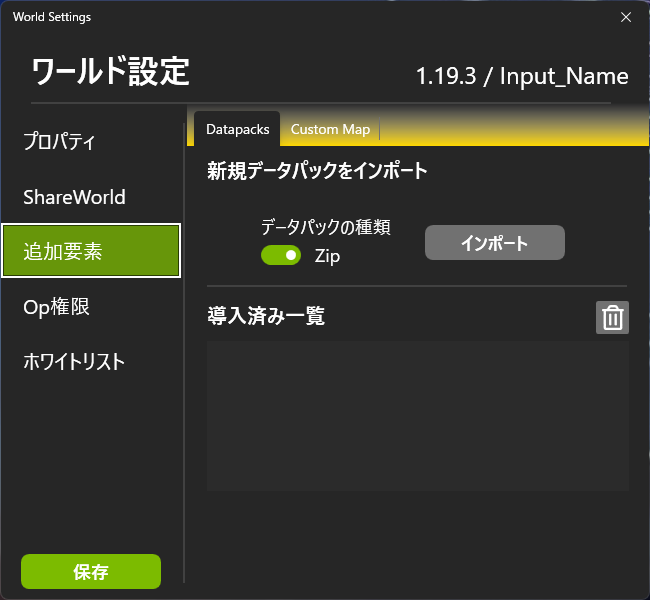 World Settings
ワールド設定
1.19.3 / Input_Name
プロパティ
ShareWorld
追加要素
Op権限
ホワイトリスト
保存
Datapacks
Custom Map
新規データパックをインポート
データパックの種類
Zip
インポート
導入済み一覧